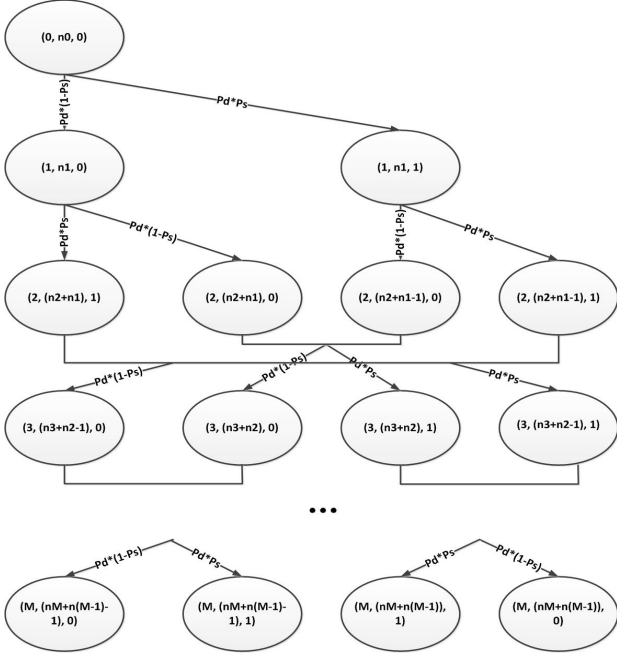 (0, n0, 0)
Pd*(1-Ps)
Pd*Ps
(1, n1, 0)
(1, n1, 1)
Pd*Ps
Pd*(1-Ps)
Pd*(1-Ps)
Pd*Ps
(2, (n2+n1), 1)
(2, (n2+n1), 0)
(2, (n2+n1-1), 0)
(2, (n2+n1-1), 1)
Pd*(1-Ps)
Pd*(1-Ps)
Pd*Ps
Pd*Ps
(3, (n3+n2-1), 0)
(3, (n3+n2), 0)
(3, (n3+n2), 1)
(3, (n3+n2-1), 1)
...
Pd*(1-Ps)
Pd*Ps
Pd*Ps
Pd*(1-Ps)
(M, (nM+n(M-1)-
1), 0)
(M, (nM+n(M-1)-
1), 1)
(M, (nM+n(M-1)),
1)
(M, (nM+n(M-1)),
0)